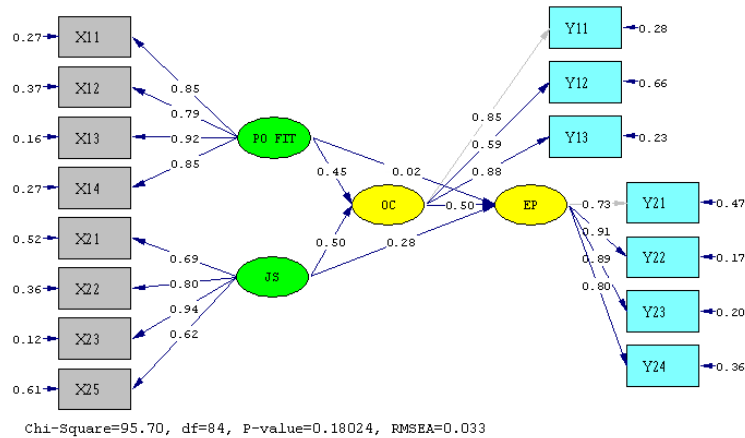 0.27 X11
0.37 X12
0.16 X13
0.27 X14
0.52 X21
0.36 X22
0.12 X23
0.61 X25
0.85
0.79
0.92
0.85
0.69
0.80
0.94
0.62
PO FIT
JS
0.45
0.50
0.02
0.28
OC
0.50
EP
0.85
0.59
0.88
Y11 0.28
Y12 0.66
Y13 0.23
0.73
0.91
0.89
0.80
Y21 0.47
Y22 0.17
Y23 0.20
Y24 0.36
Chi-Square=95.70, df=84, P-value=0.18024, RMSEA=0.033